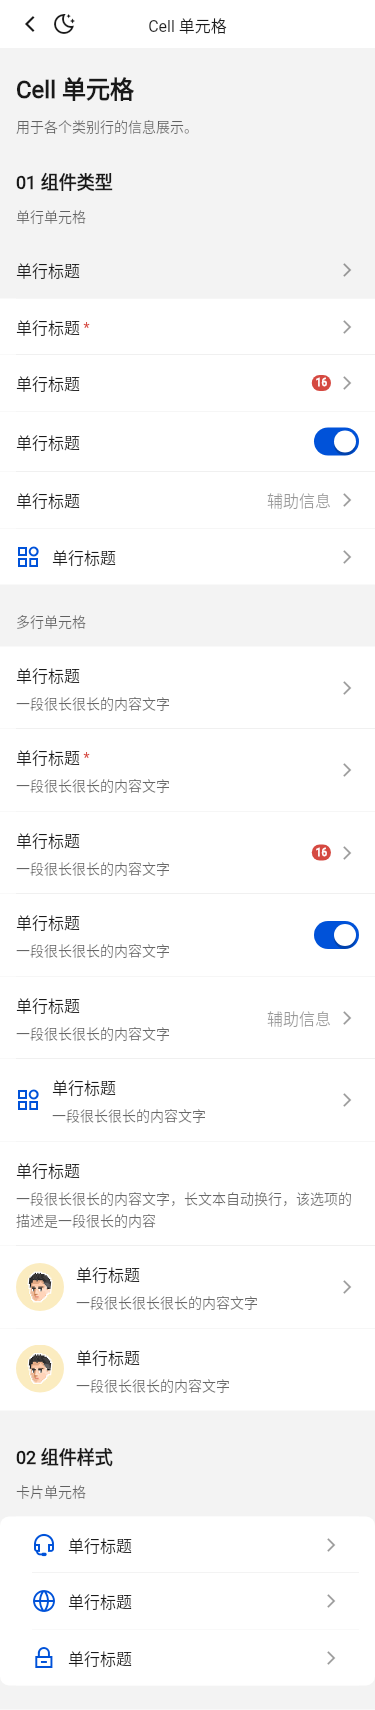 Cell 单元格
Cell 单元格
用于各个类别行的信息展示。
01 组件类型
单行单元格
单行标题
单行标题 *
单行标题 16
单行标题
单行标题 辅助信息
单行标题
多行单元格
单行标题
一段很长很长的内容文字
单行标题 *
一段很长很长的内容文字
单行标题 16
一段很长很长的内容文字
单行标题
一段很长很长的内容文字
单行标题 辅助信息
一段很长很长的内容文字
单行标题
一段很长很长的内容文字
单行标题
一段很长很长的内容文字，长文本自动换行，该选项的
描述是一段很长的内容
单行标题
一段很长很长很长的内容文字
单行标题
一段很长很长的内容文字
02 组件样式
卡片单元格
单行标题
单行标题
单行标题